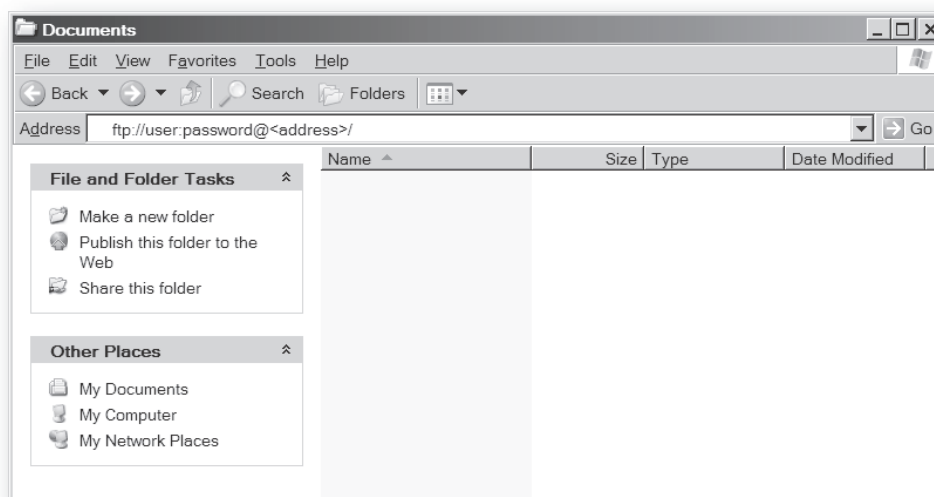 Documents
File Edit View Favorites Tools Help
Back Search Folders
Address ftp://user:password@<address>/ Go
Name Size Type Date Modified
File and Folder Tasks
Make a new folder
Publish this folder to the
Web
Share this folder
Other Places
My Documents
My Computer
My Network Places